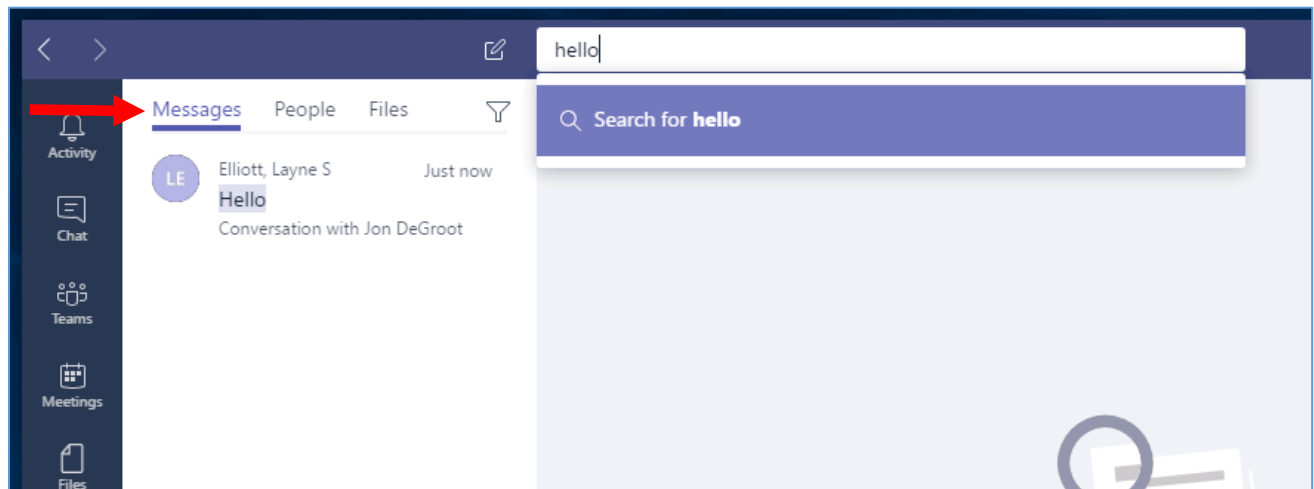 hello
Search for hello
Messages People Files
LE
Elliott, Layne S Just now
Hello
Conversation with Jon DeGroot
Activity
Chat
Teams
Meetings
Files